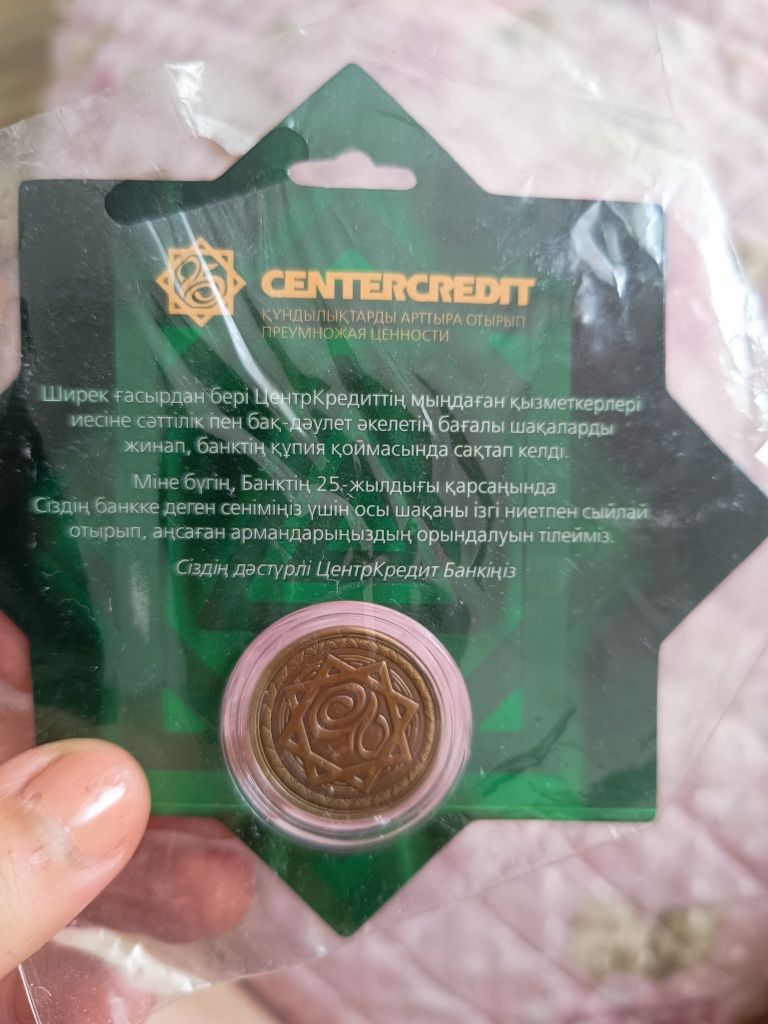 CENTERCREDIT
ҚҰНДЫЛЫҚТАРДЫ АРТТЫРА ОТЫРЫП
ПРЕУМНОЖАЯ ЦЕННОСТИ
Ширек ғасырдан бері ЦентрКредиттің мыңдаған қызметкерлері
иесіне сәттілік пен бақ-дәулет әкелетін бағалы шақаларды
жинап, банктің құпия қоймасында сақтап келді.
Міне бүгін, Банктің 25-жылдығы қарсаңында
Сіздің банкке деген сеніміңіз үшін осы шақаны ізгі ниетпен сыйлай
отырып, аңсаған армандарыңыздың орындалуын тілейміз.
Сіздің дәстүрлі ЦентрКредит Банкіңіз